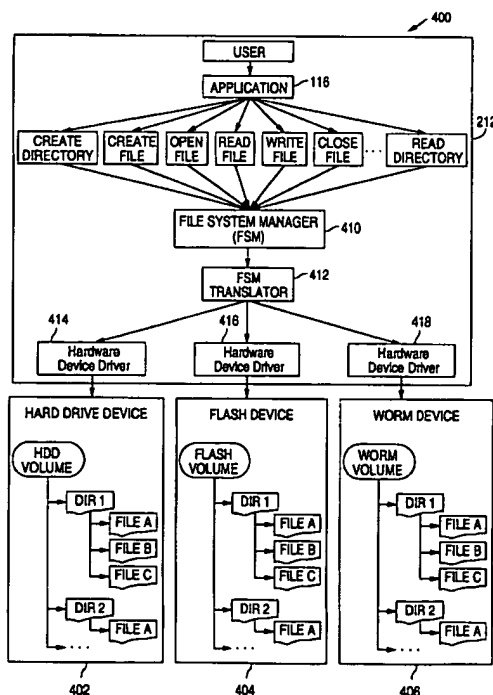 400
USER
APPLICATION
116
212
CREATE DIRECTORY
CREATE FILE
OPEN FILE
READ FILE
WRITE FILE
CLOSE FILE
...
READ DIRECTORY
FILE SYSTEM MANAGER
(FSM)
410
FSM
TRANSLATOR
412
414
416
418
Hardware
Device Driver
Hardware
Device Driver
Hardware
Device Driver
HARD DRIVE DEVICE
HDD
VOLUME
DIR 1
FILE A
FILE B
FILE C
DIR 2
FILE A
....
402
FLASH DEVICE
FLASH
VOLUME
DIR 1
FILE A
FILE B
FILE C
DIR 2
FILE A
....
404
WORM DEVICE
WORM
VOLUME
DIR 1
FILE A
FILE B
FILE C
DIR 2
FILE A
....
406